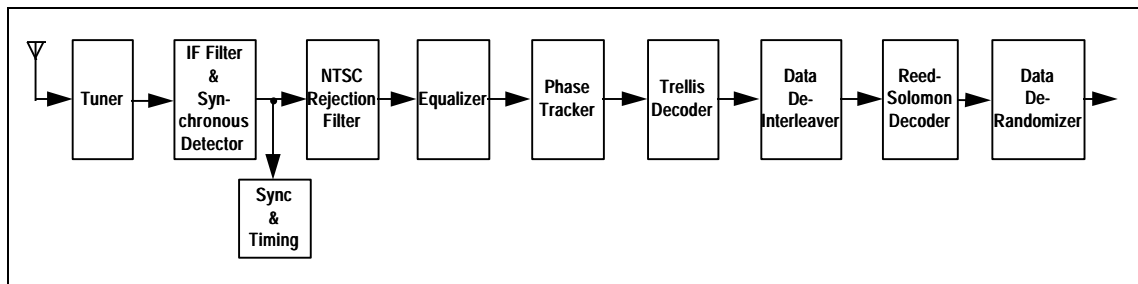 Tuner
IF Filter
&
Syn-
chronous
Detector
NTSC
Rejection
Filter
Equalizer
Phase
Tracker
Trellis
Decoder
Data
De-
Interleaver
Reed-
Solomon
Decoder
Data
De-
Randomizer
Sync
&
Timing